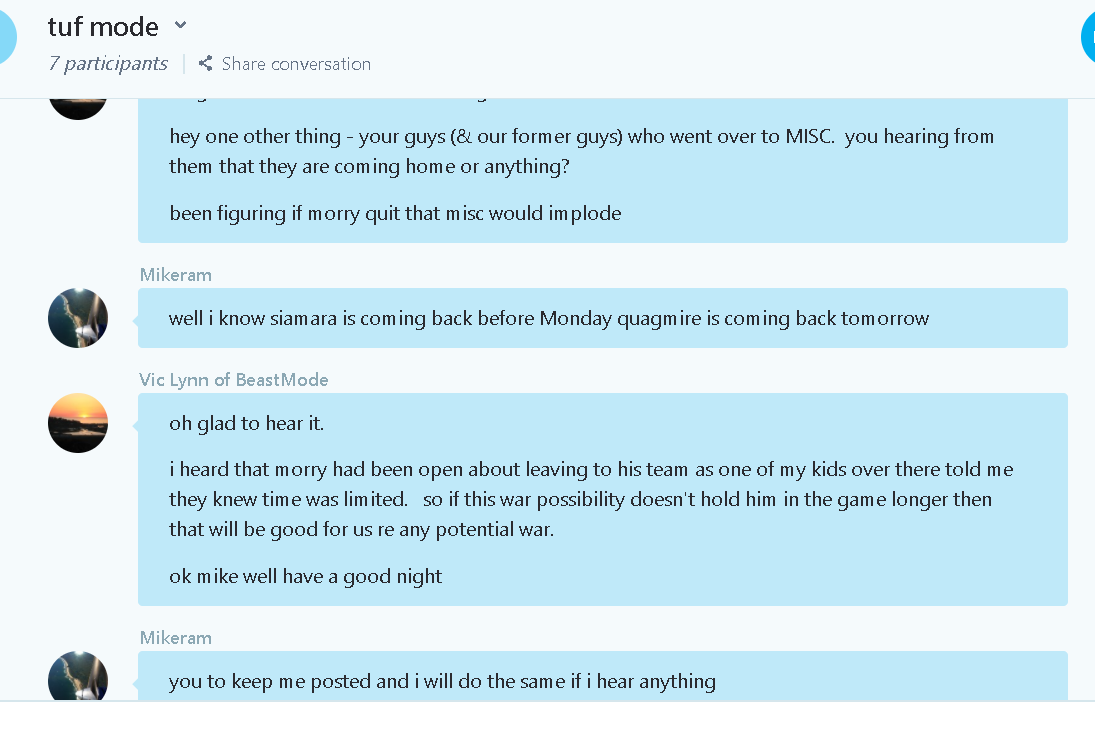 tuf mode
7 participants
Share conversation
hey one other thing - your guys (& our former guys) who went over to MISC. you hearing from
them that they are coming home or anything?
been figuring if morry quit that misc would implode
Mikeram
well i know siamara is coming back before Monday quagmire is coming back tomorrow
Vic Lynn of BeastMode
oh glad to hear it.
i heard that morry had been open about leaving to his team as one of my kids over there told me
they knew time was limited. so if this war possibility doesn't hold him in the game longer then
that will be good for us re any potential war.
ok mike well have a good night
Mikeram
you to keep me posted and i will do the same if i hear anything